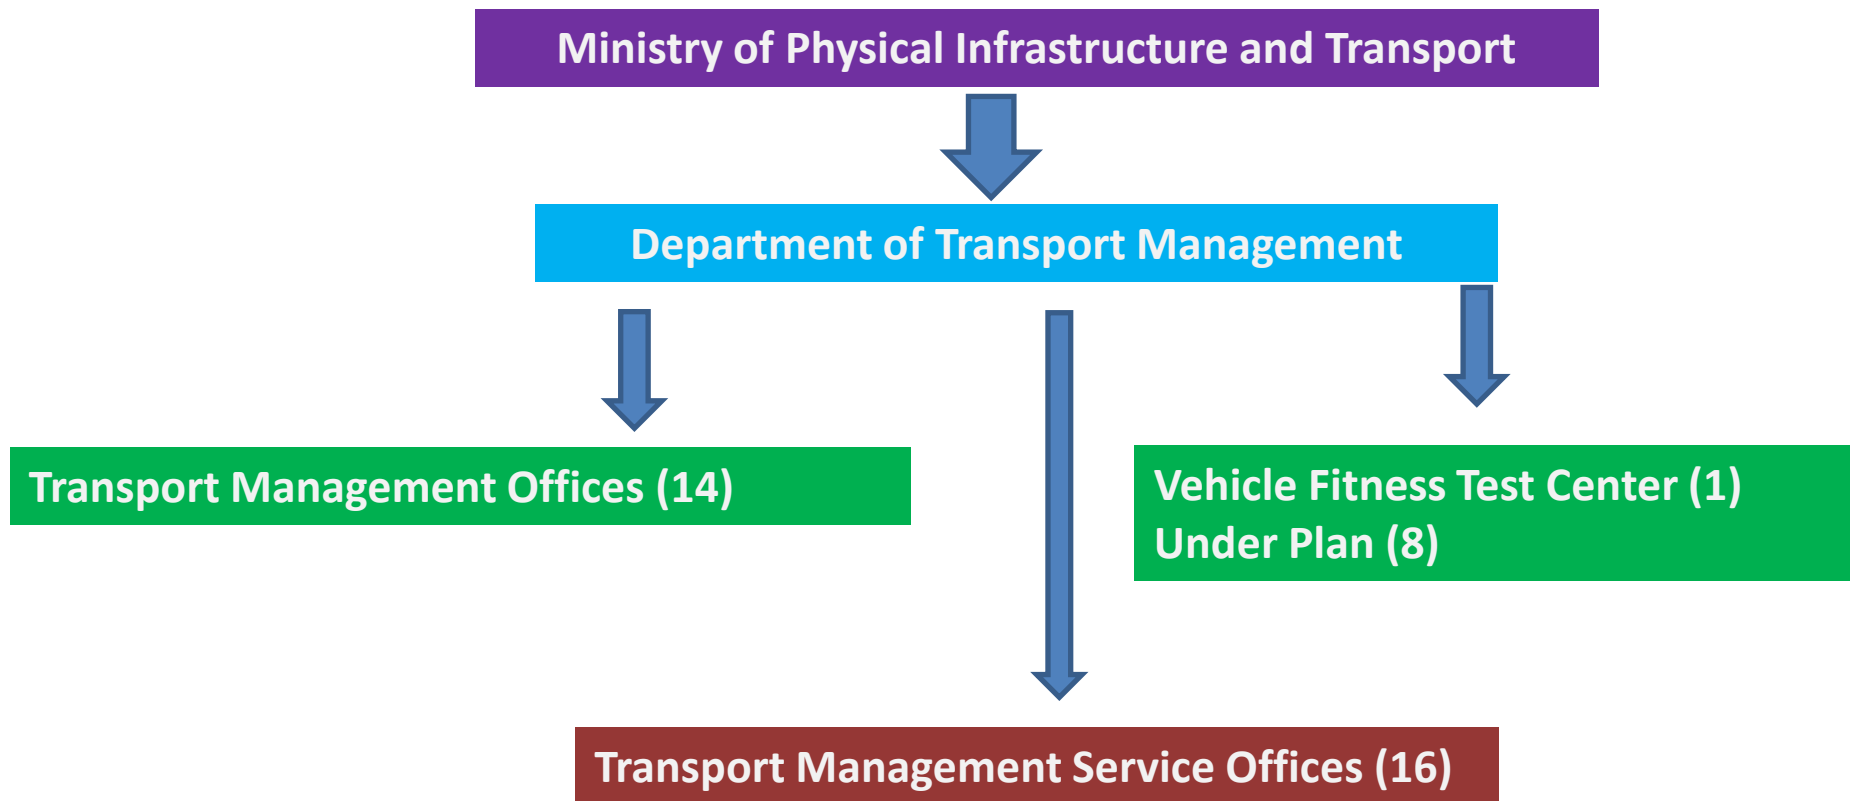 Ministry of Physical Infrastructure and Transport
Department of Transport Management
Transport Management Offices (14)
Vehicle Fitness Test Center (1)
Under Plan (8)
Transport Management Service Offices (16)